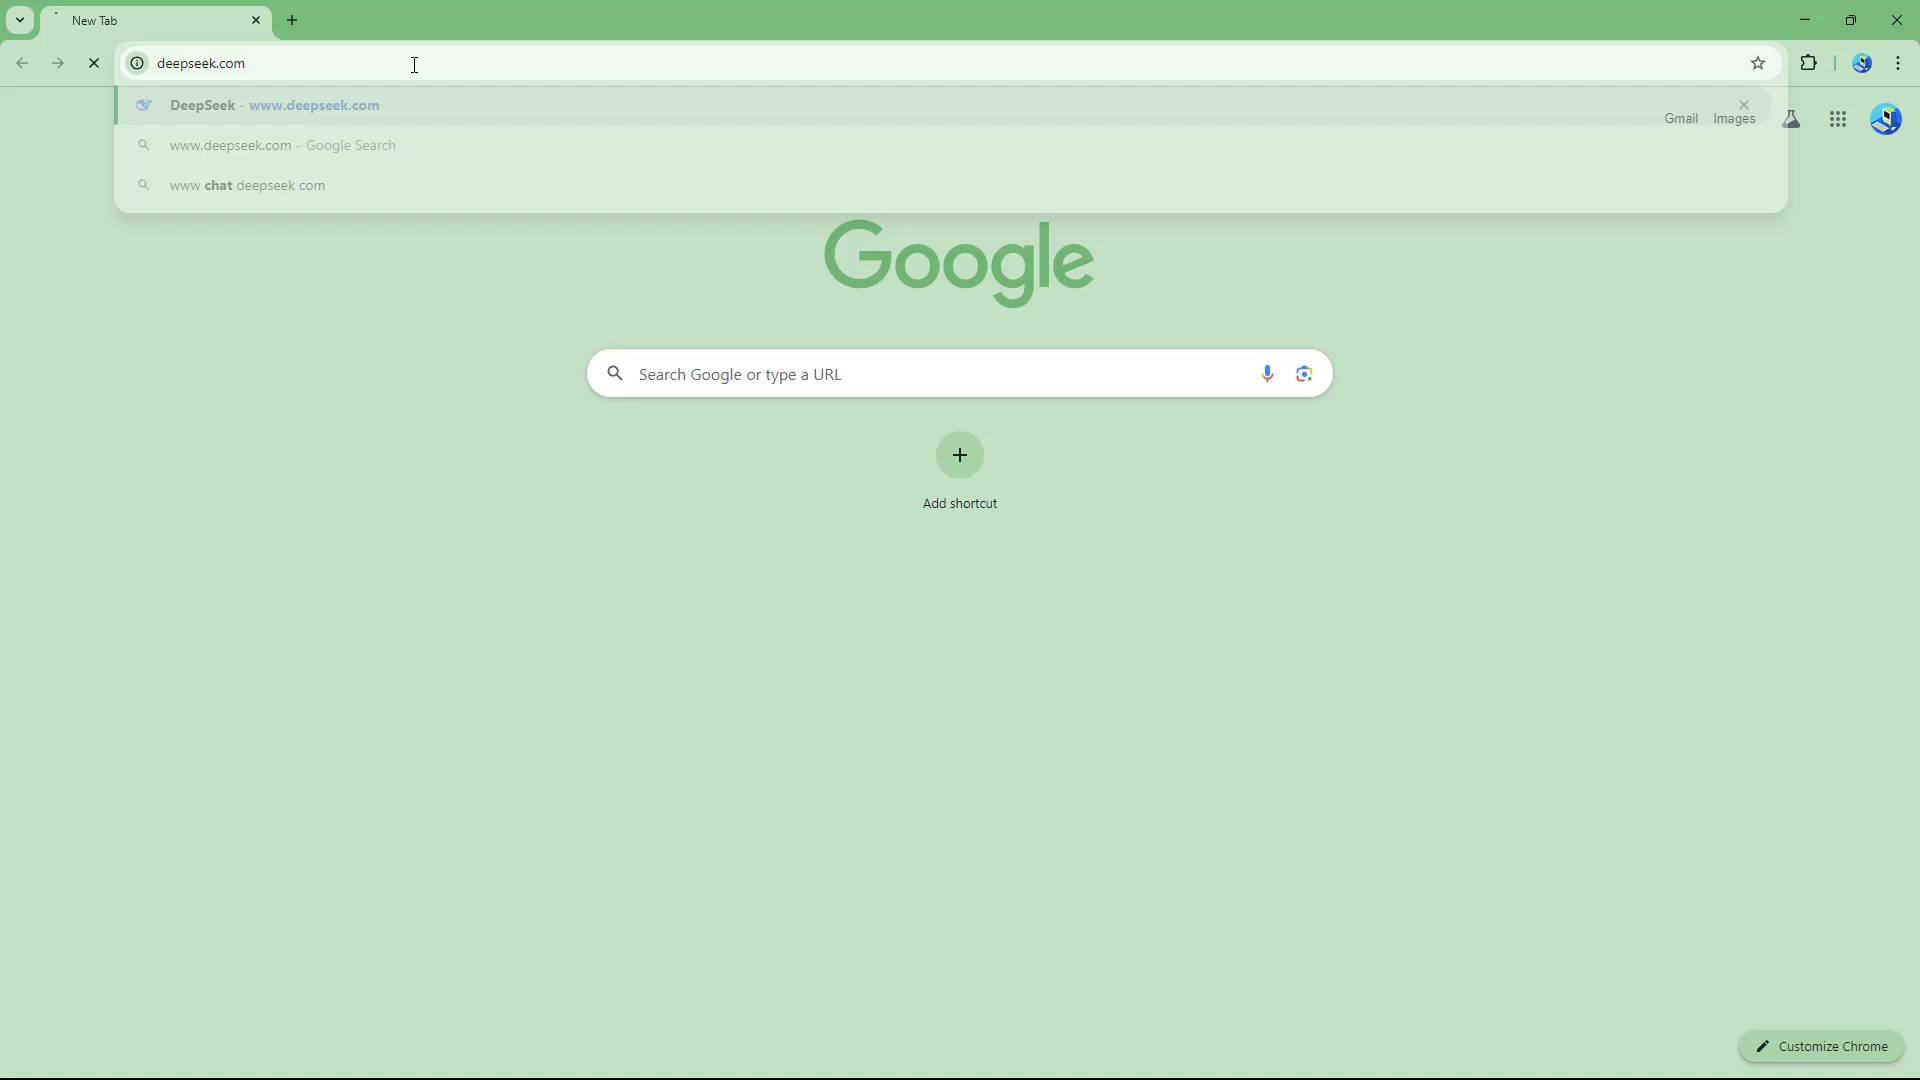 New Tab
deepseek.com
DeepSeek - www.deepseek.com
www.deepseek.com - Google Search
www chat deepseek com
Gmail Images
Google
Search Google or type a URL
Add shortcut
Customize Chrome